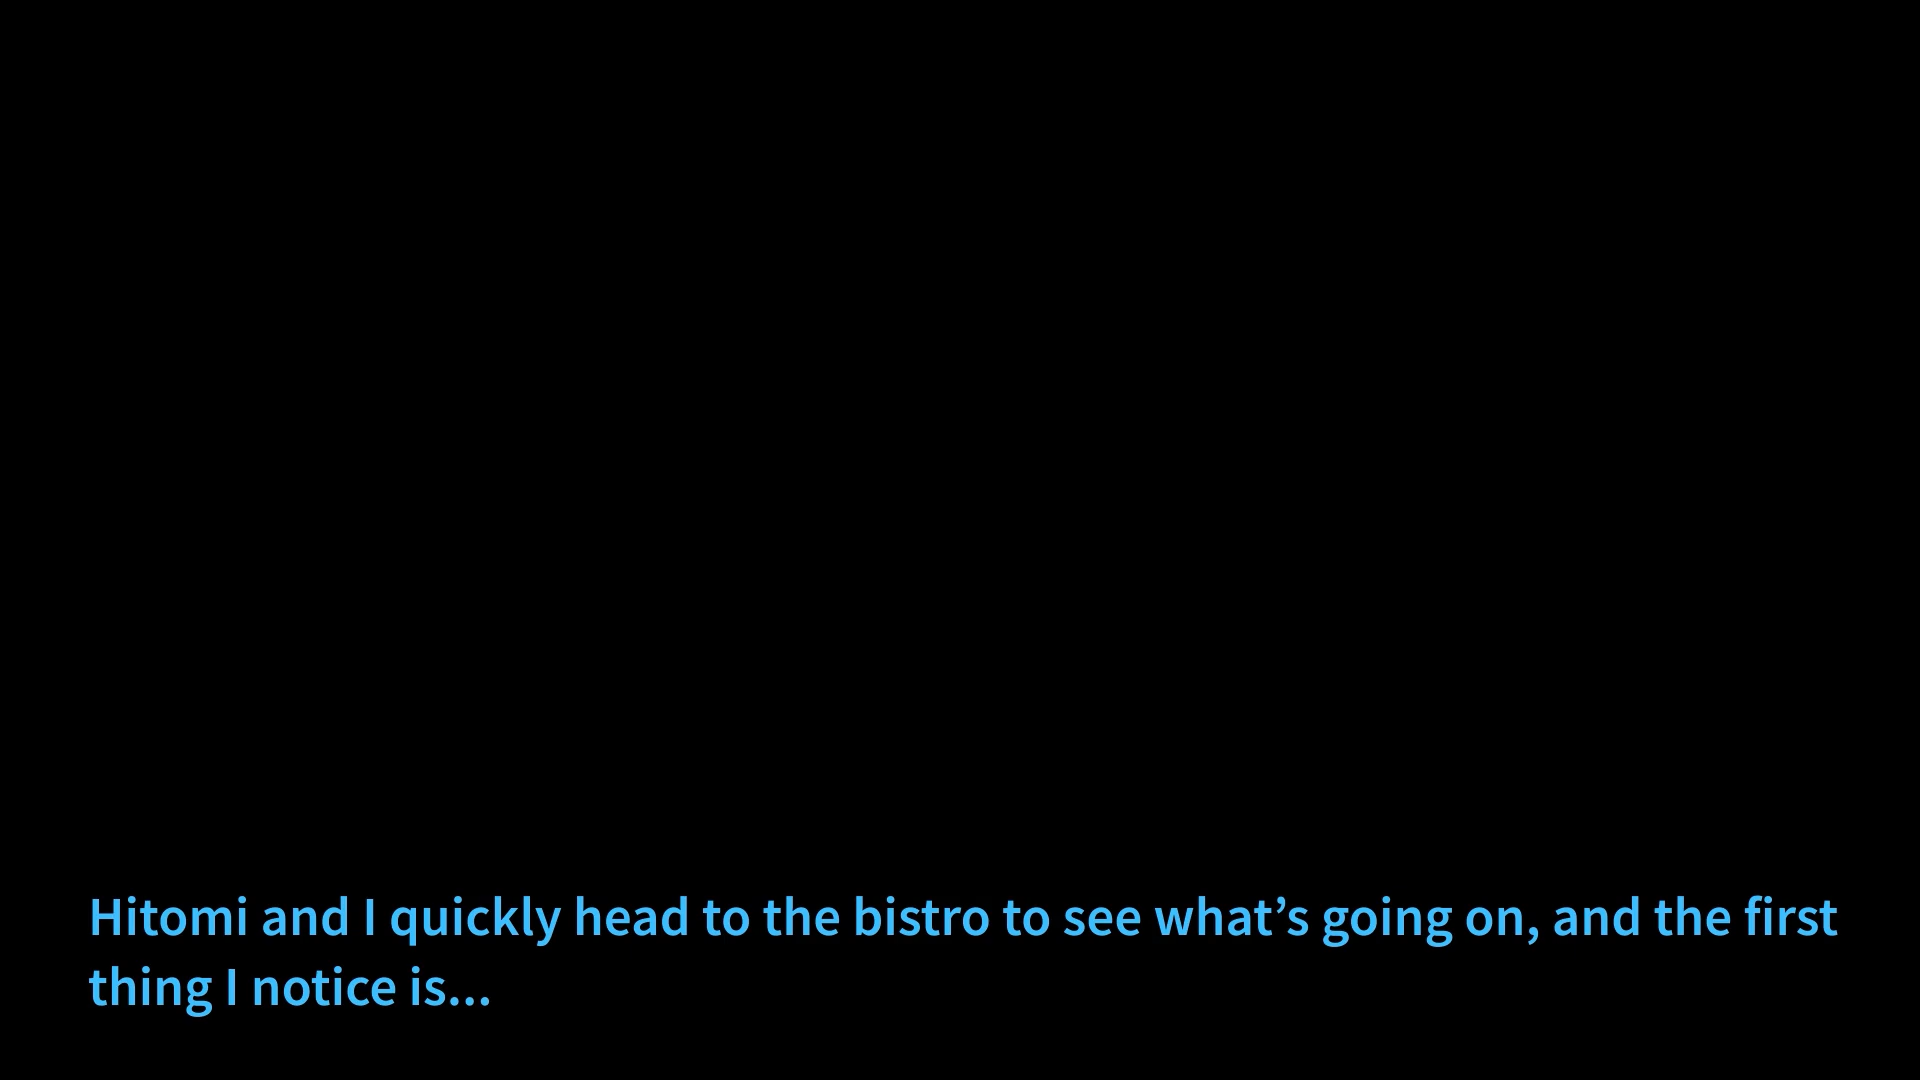 Hitomi and I quickly head to the bistro to see what’s going on, and the first
thing I notice is...